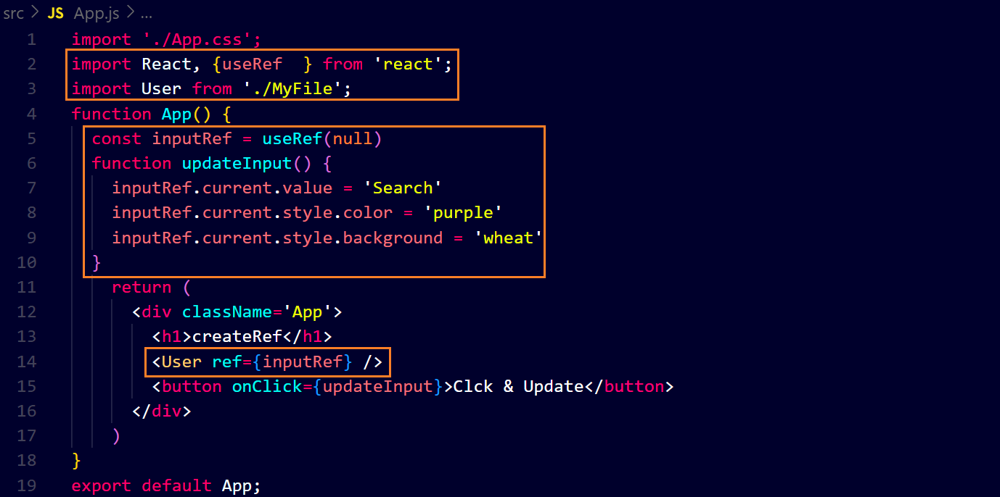 src > JS App.js > ...
1 import './App.css';
2 import React, {useRef  } from 'react';
3 import User from './MyFile';
4 function App() {
5   const inputRef = useRef(null)
6   function updateInput() {
7     inputRef.current.value = 'Search'
8     inputRef.current.style.color = 'purple'
9     inputRef.current.style.background = 'wheat'
10   }
11     return (
12       <div className='App'>
13         <h1>createRef</h1>
14         <User ref={inputRef} />
15         <button onClick={updateInput}>Clck & Update</button>
16       </div>
17     )
18 }
19 export default App;